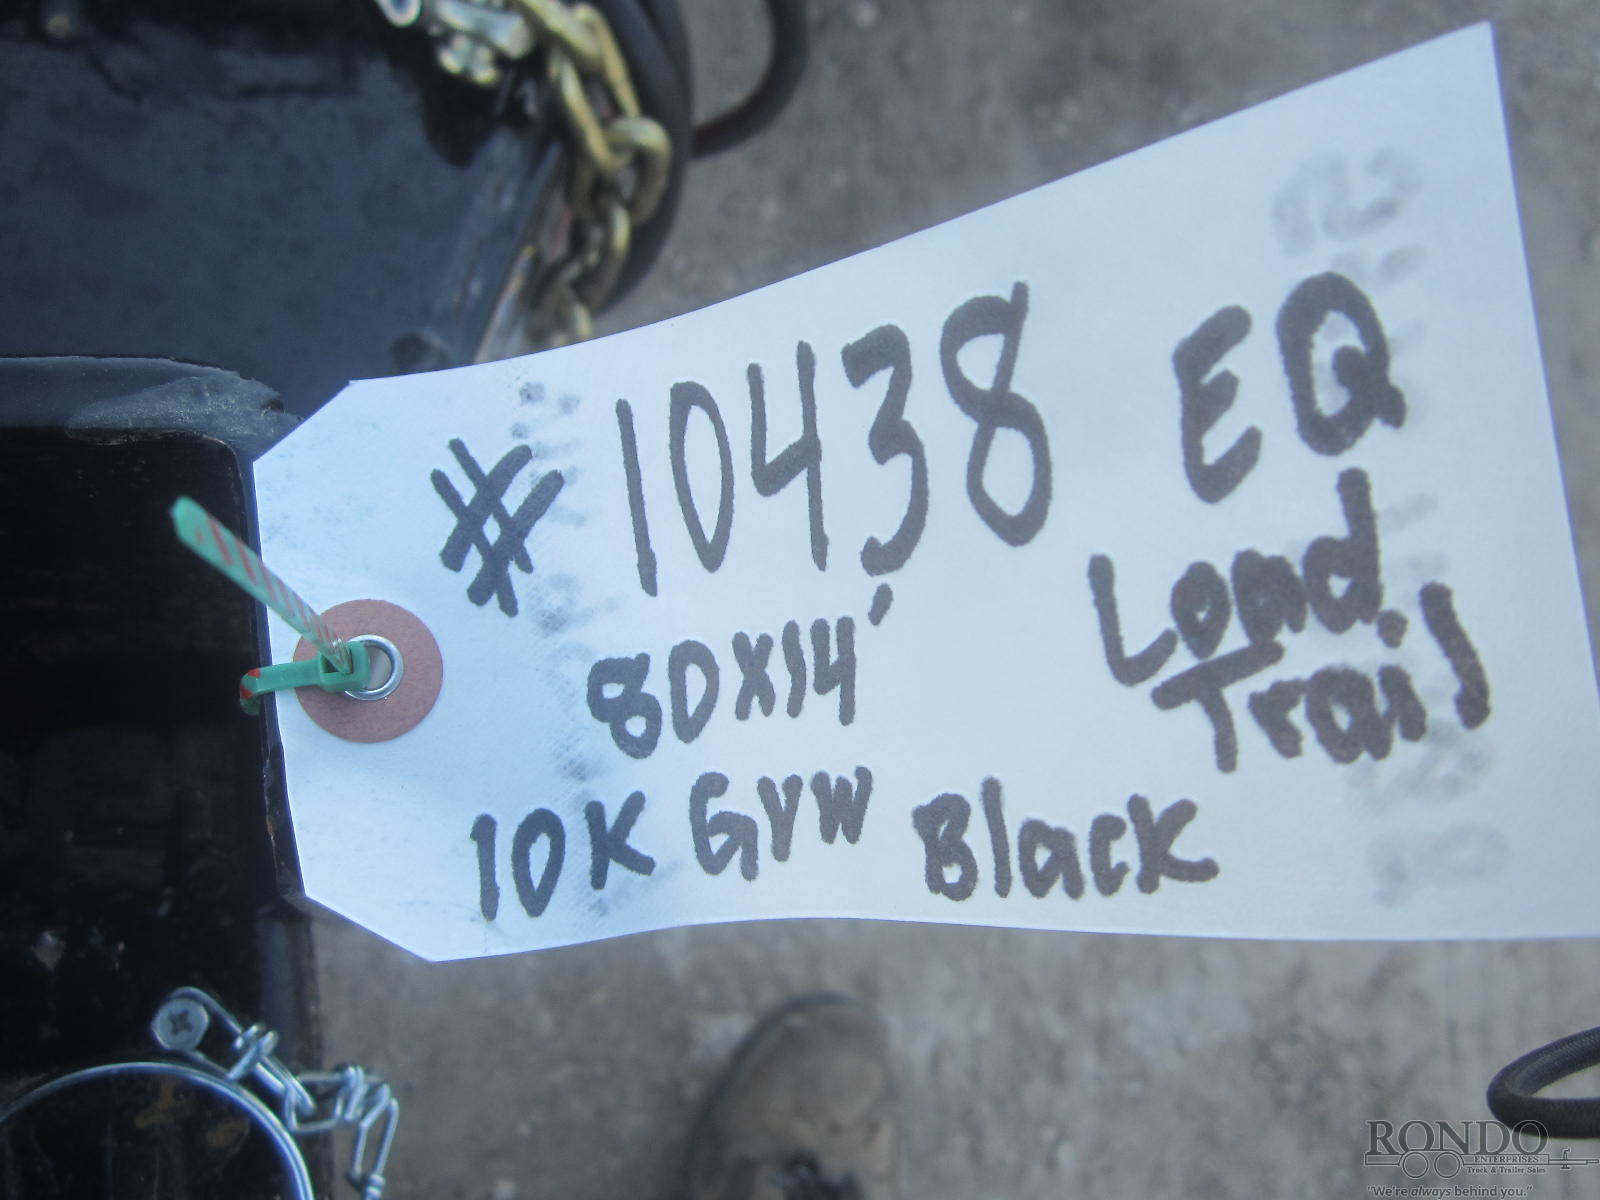 #10438 EQ
80X14' Load
Trail
10K GVW Black
RONDO
ENTERPRISES
Truck & Trailer Sales
"We're always behind you."